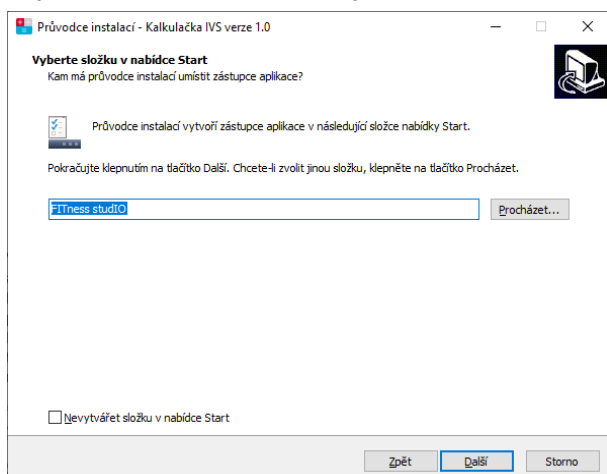 Průvodce instalací - Kalkulačka IVS verze 1.0
Vyberte složku v nabídce Start
Kam má průvodce instalací umístit zástupce aplikace?
Průvodce instalací vytvoří zástupce aplikace v následující složce nabídky Start.
Pokračujte klepnutím na tlačítko Další. Chcete-li zvolit jinou složku, klepněte na tlačítko Procházet.
FITness studIO
Procházet...
Nevytvářet složku v nabídce Start
Zpět
Další
Storno